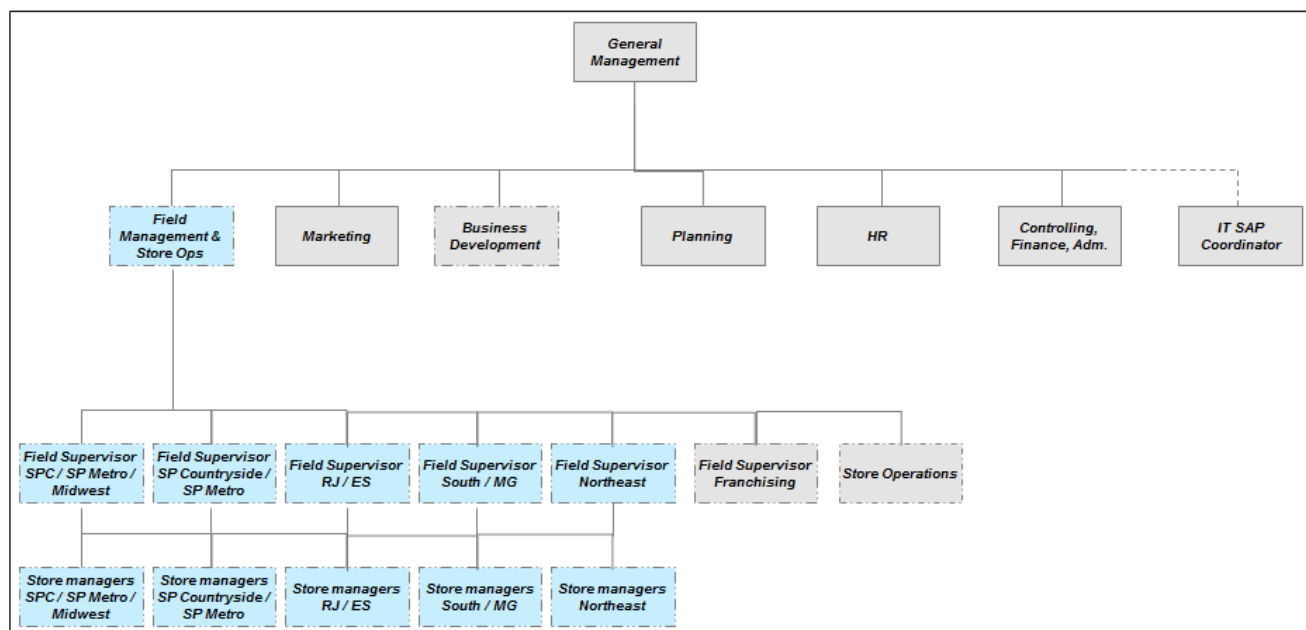 General
Management
Field
Management &
Store Ops
Marketing
Business
Development
Planning
HR
Controlling,
Finance, Adm.
IT SAP
Coordinator
Field Supervisor
SPC / SP Metro /
Midwest
Field Supervisor
SP Countryside /
SP Metro
Field Supervisor
RJ / ES
Field Supervisor
South / MG
Field Supervisor
Northeast
Field Supervisor
Franchising
Store Operations
Store managers
SPC / SP Metro /
Midwest
Store managers
SP Countryside /
SP Metro
Store managers
RJ / ES
Store managers
South / MG
Store managers
Northeast